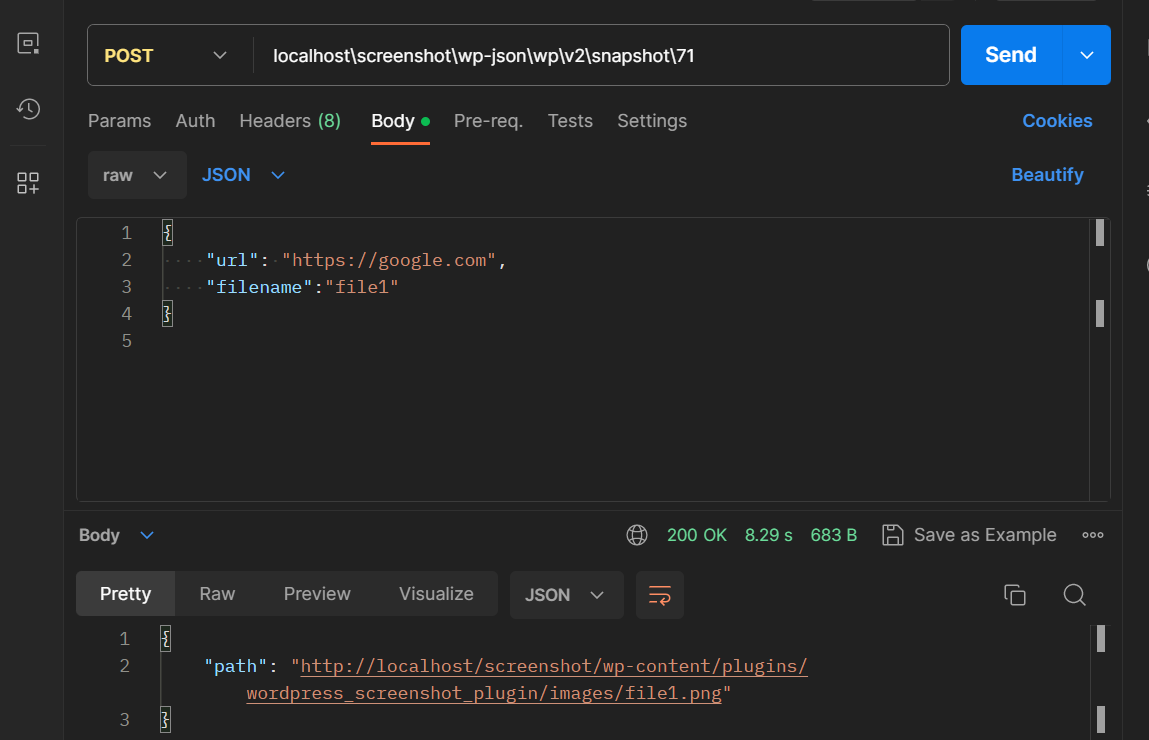 POST localhost\screenshot\wp-json\wp\v2\snapshot\71 Send
Params Auth Headers (8) Body Pre-req. Tests Settings Cookies
raw JSON Beautify
1 {
2 "url": "https://google.com",
3 "filename":"file1"
4 }
5
Body 200 OK 8.29 s 683 B Save as Example
Pretty Raw Preview Visualize JSON
1 {
2 "path": "http://localhost/screenshot/wp-content/plugins/
wordpress_screenshot_plugin/images/file1.png"
3 }